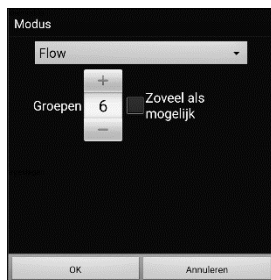 Modus
Flow
+
Groepen 6 Zoveel als
mogelijk
−
OK Annuleren